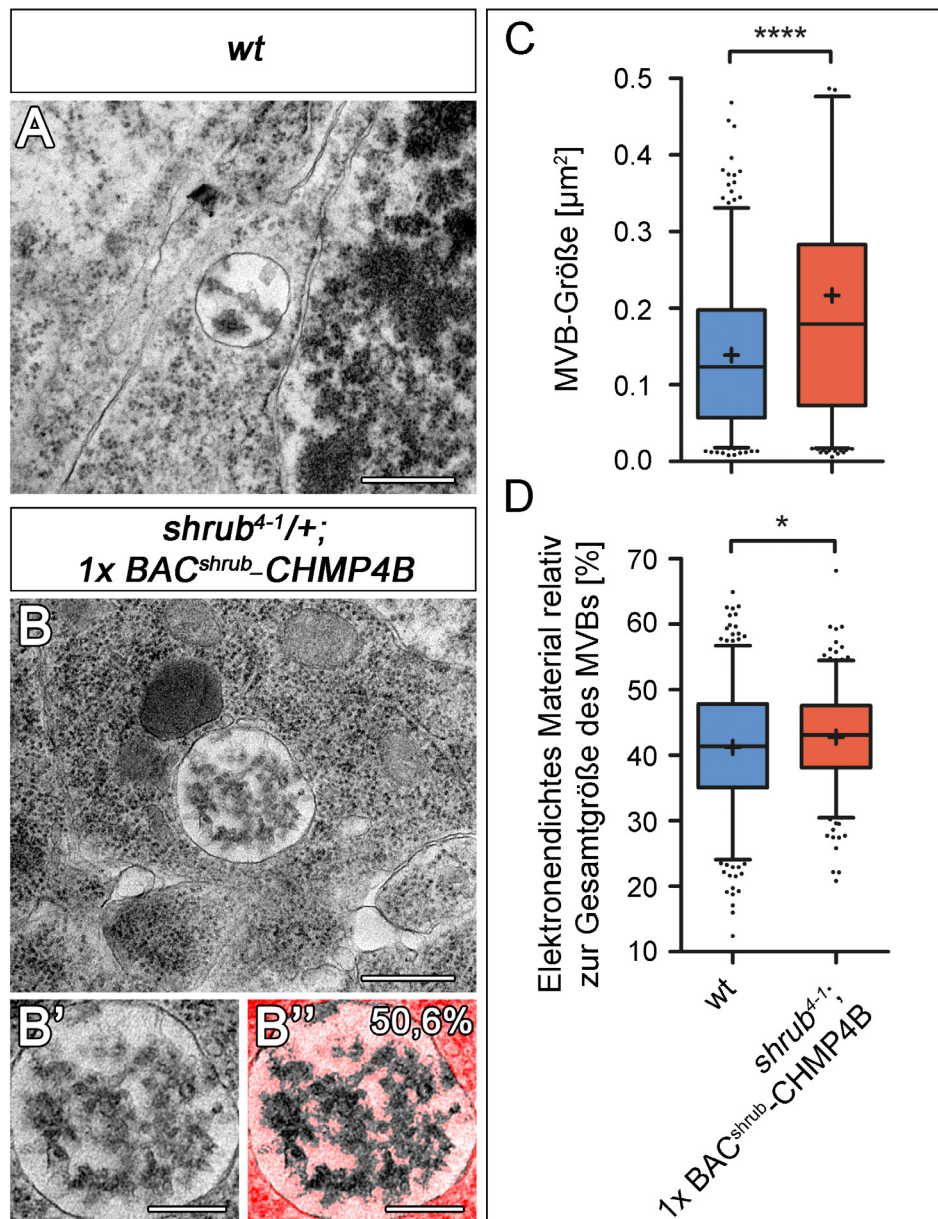 wt
A
shrub⁴⁻¹/+;
1x BACˢʰʳᵘᵇ–CHMP4B
B
B'
B''
50,6%
C
****
MVB-Größe [µm²]
0.5
0.4
0.3
0.2
0.1
0.0
D
*
Elektronendichtes Material relativ
zur Gesamtgröße des MVBs [%]
70
60
50
40
30
20
10
wt
shrub⁴⁻¹⁻;
1x BACˢʰʳᵘᵇ-CHMP4B